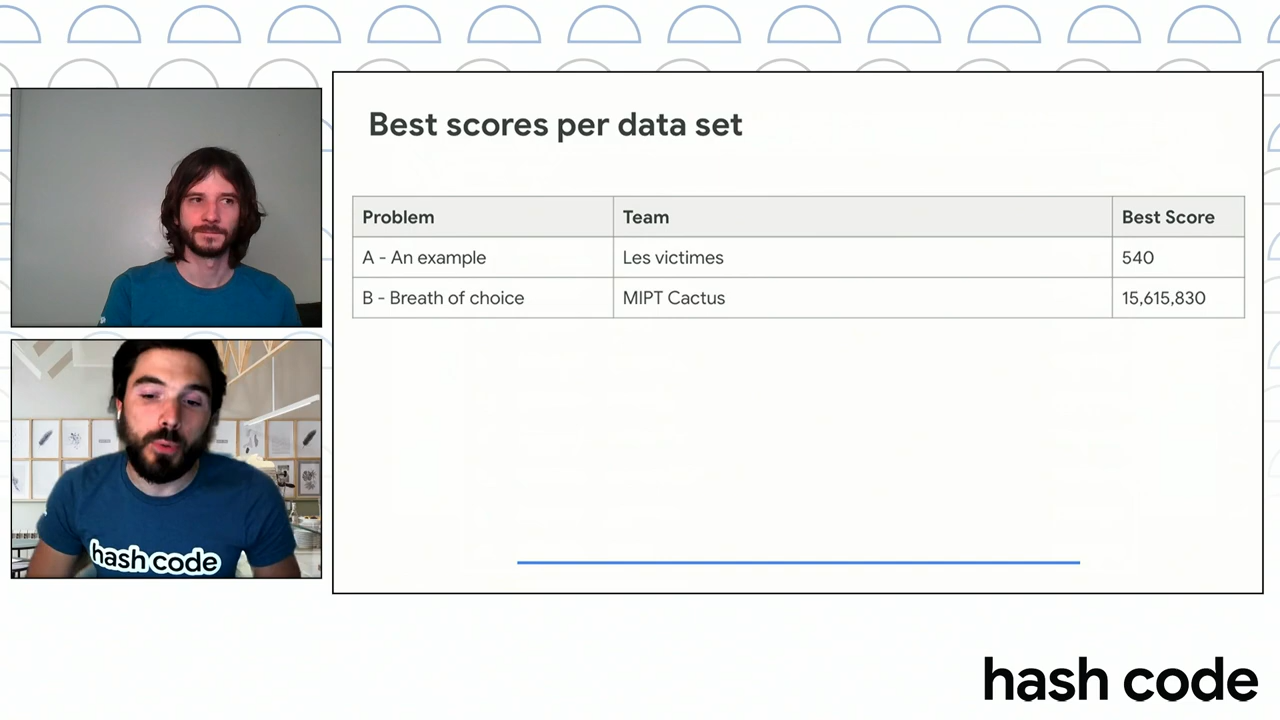 Best scores per data set
Problem Team Best Score
A - An example Les victimes 540
B - Breath of choice MIPT Cactus 15,615,830
hash code
hash code